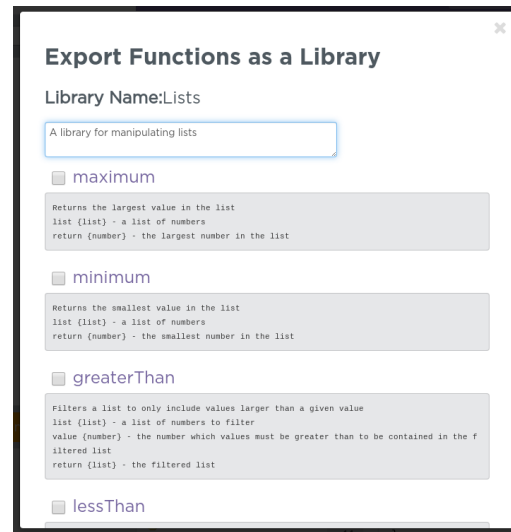 Export Functions as a Library
Library Name:Lists
A library for manipulating lists
maximum
Returns the largest value in the list
list {list} - a list of numbers
return {number} - the largest number in the list
minimum
Returns the smallest value in the list
list {list} - a list of numbers
return {number} - the smallest number in the list
greaterThan
Filters a list to only include values larger than a given value
list {list} - a list of numbers to filter
value {number} - the number which values must be greater than to be contained in the f
iltered list
return {list} - the filtered list
lessThan